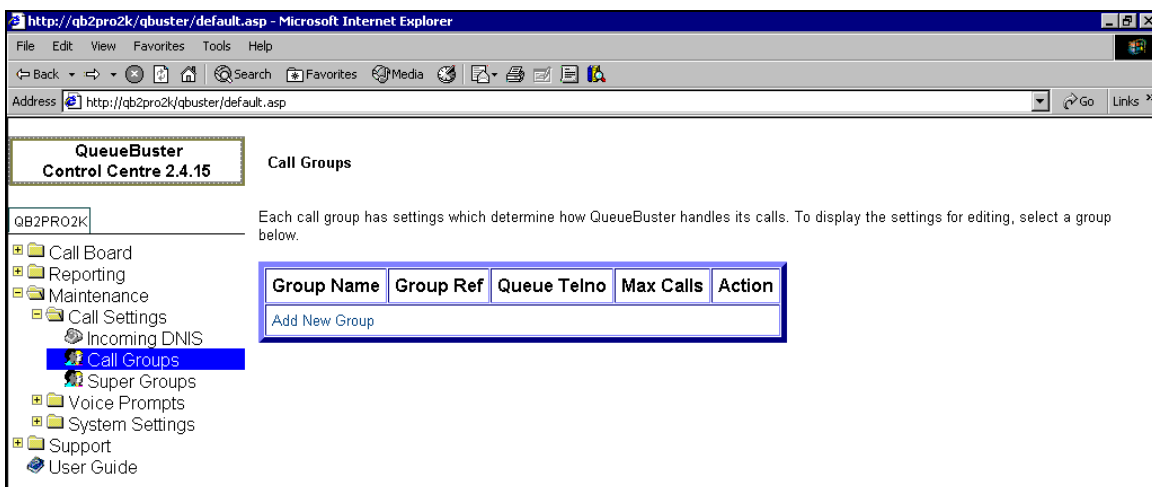 http://qb2pro2k/qbuster/default.asp - Microsoft Internet Explorer
File Edit View Favorites Tools Help
Back Search Favorites Media
Address http://qb2pro2k/qbuster/default.asp Go Links »
QueueBuster
Control Centre 2.4.15
QB2PRO2K
Call Board
Reporting
Maintenance
Call Settings
Incoming DNIS
Call Groups
Super Groups
Voice Prompts
System Settings
Support
User Guide
Call Groups
Each call group has settings which determine how QueueBuster handles its calls. To display the settings for editing, select a group
below.
Group Name Group Ref Queue Telno Max Calls Action
Add New Group